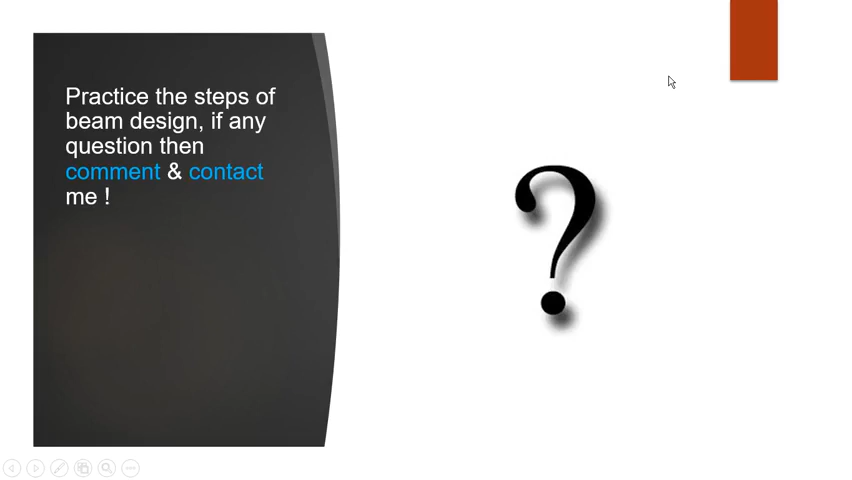 Practice the steps of
beam design, if any
question then
comment & contact
me !
?